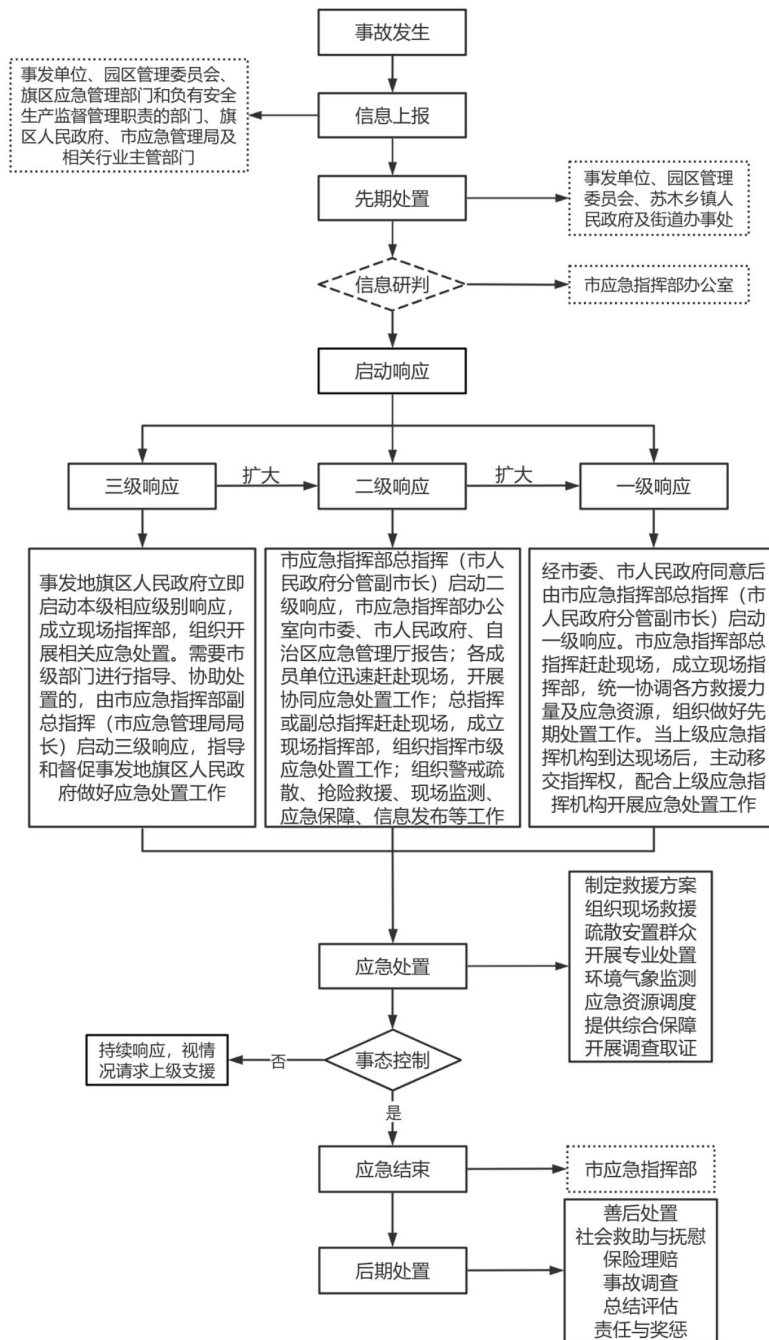 事故发生
事发单位、园区管理委员会、
旗区应急管理部门和负有安全
生产监督管理职责的部门、旗
区人民政府、市应急管理局及
相关行业主管部门
信息上报
先期处置
事发单位、园区管理
委员会、苏木乡镇人
民政府及街道办事处
信息研判
市应急指挥部办公室
启动响应
三级响应
扩大
二级响应
扩大
一级响应
事发地旗区人民政府立即
启动本级相应级别响应，
成立现场指挥部，组织开
展相关应急处置。需要市
级部门进行指导、协助处
置的，由市应急指挥部副
总指挥（市应急管理局局
长）启动三级响应，指导
和督促事发地旗区人民政
府做好应急处置工作
市应急指挥部总指挥（市人
民政府分管副市长）启动二
级响应，市应急指挥部办公
室向市委、市人民政府、自
治区应急管理厅报告；各成
员单位迅速赶赴现场，开展
协同应急处置工作；总指挥
或副总指挥赶赴现场，成立
现场指挥部，组织指挥市级
应急处置工作；组织警戒疏
散、抢险救援、现场监测、
应急保障、信息发布等工作
经市委、市人民政府同意后
由市应急指挥部总指挥（市
人民政府分管副市长）启动
一级响应。市应急指挥部总
指挥赶赴现场，成立现场指
挥部，统一协调各方救援力
量及应急资源，组织做好先
期处置工作。当上级应急指
挥机构到达现场后，主动移
交指挥权，配合上级应急指
挥机构开展应急处置工作
应急处置
制定救援方案
组织现场救援
疏散安置群众
开展专业处置
环境气象监测
应急资源调度
提供综合保障
开展调查取证
持续响应，视情
况请求上级支援
否
事态控制
是
应急结束
市应急指挥部
后期处置
善后处置
社会救助与抚慰
保险理赔
事故调查
总结评估
责任与奖惩